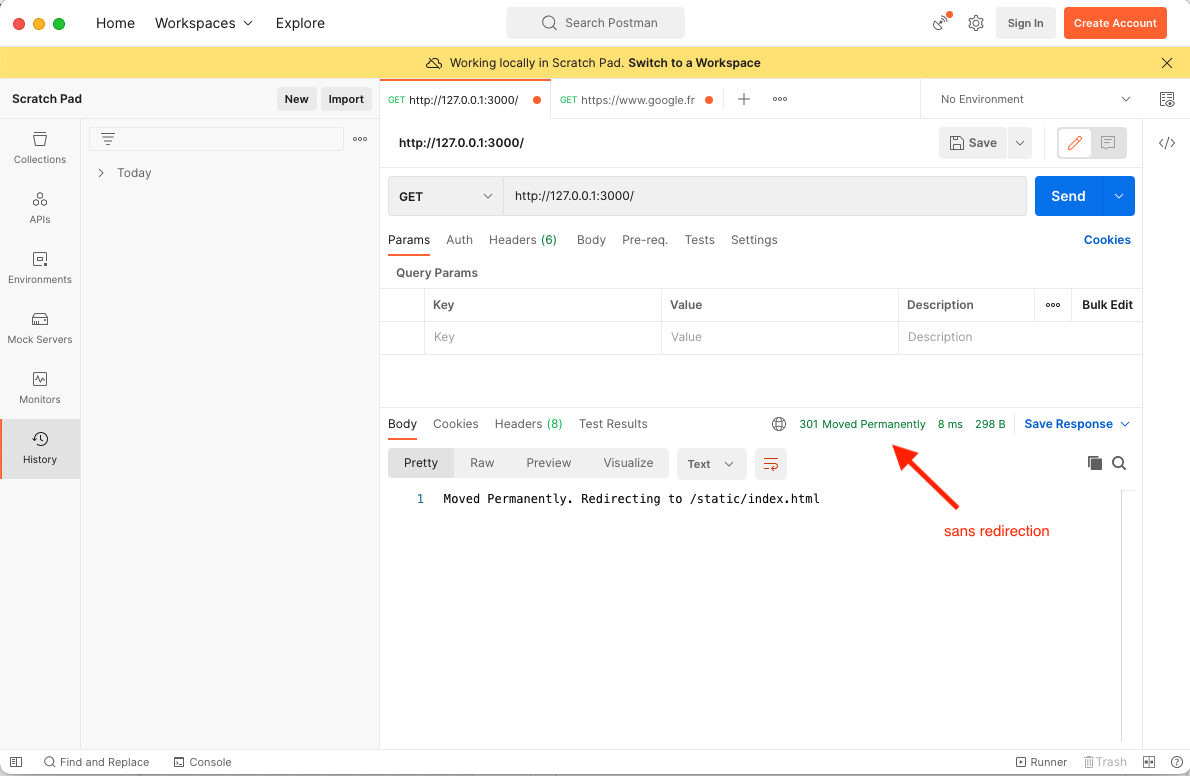 Home Workspaces Explore Search Postman Sign In Create Account
Working locally in Scratch Pad. Switch to a Workspace
Scratch Pad New Import GET http://127.0.0.1:3000/ GET https://www.google.fr No Environment
Collections
APIs
Environments
Mock Servers
Monitors
History
Today
http://127.0.0.1:3000/ Save
GET http://127.0.0.1:3000/ Send
Params Auth Headers (6) Body Pre-req. Tests Settings Cookies
Query Params
Key Value Description Bulk Edit
Key Value Description
Body Cookies Headers (8) Test Results 301 Moved Permanently 8 ms 298 B Save Response
Pretty Raw Preview Visualize Text
1 Moved Permanently. Redirecting to /static/index.html
sans redirection
Find and Replace Console Runner Trash